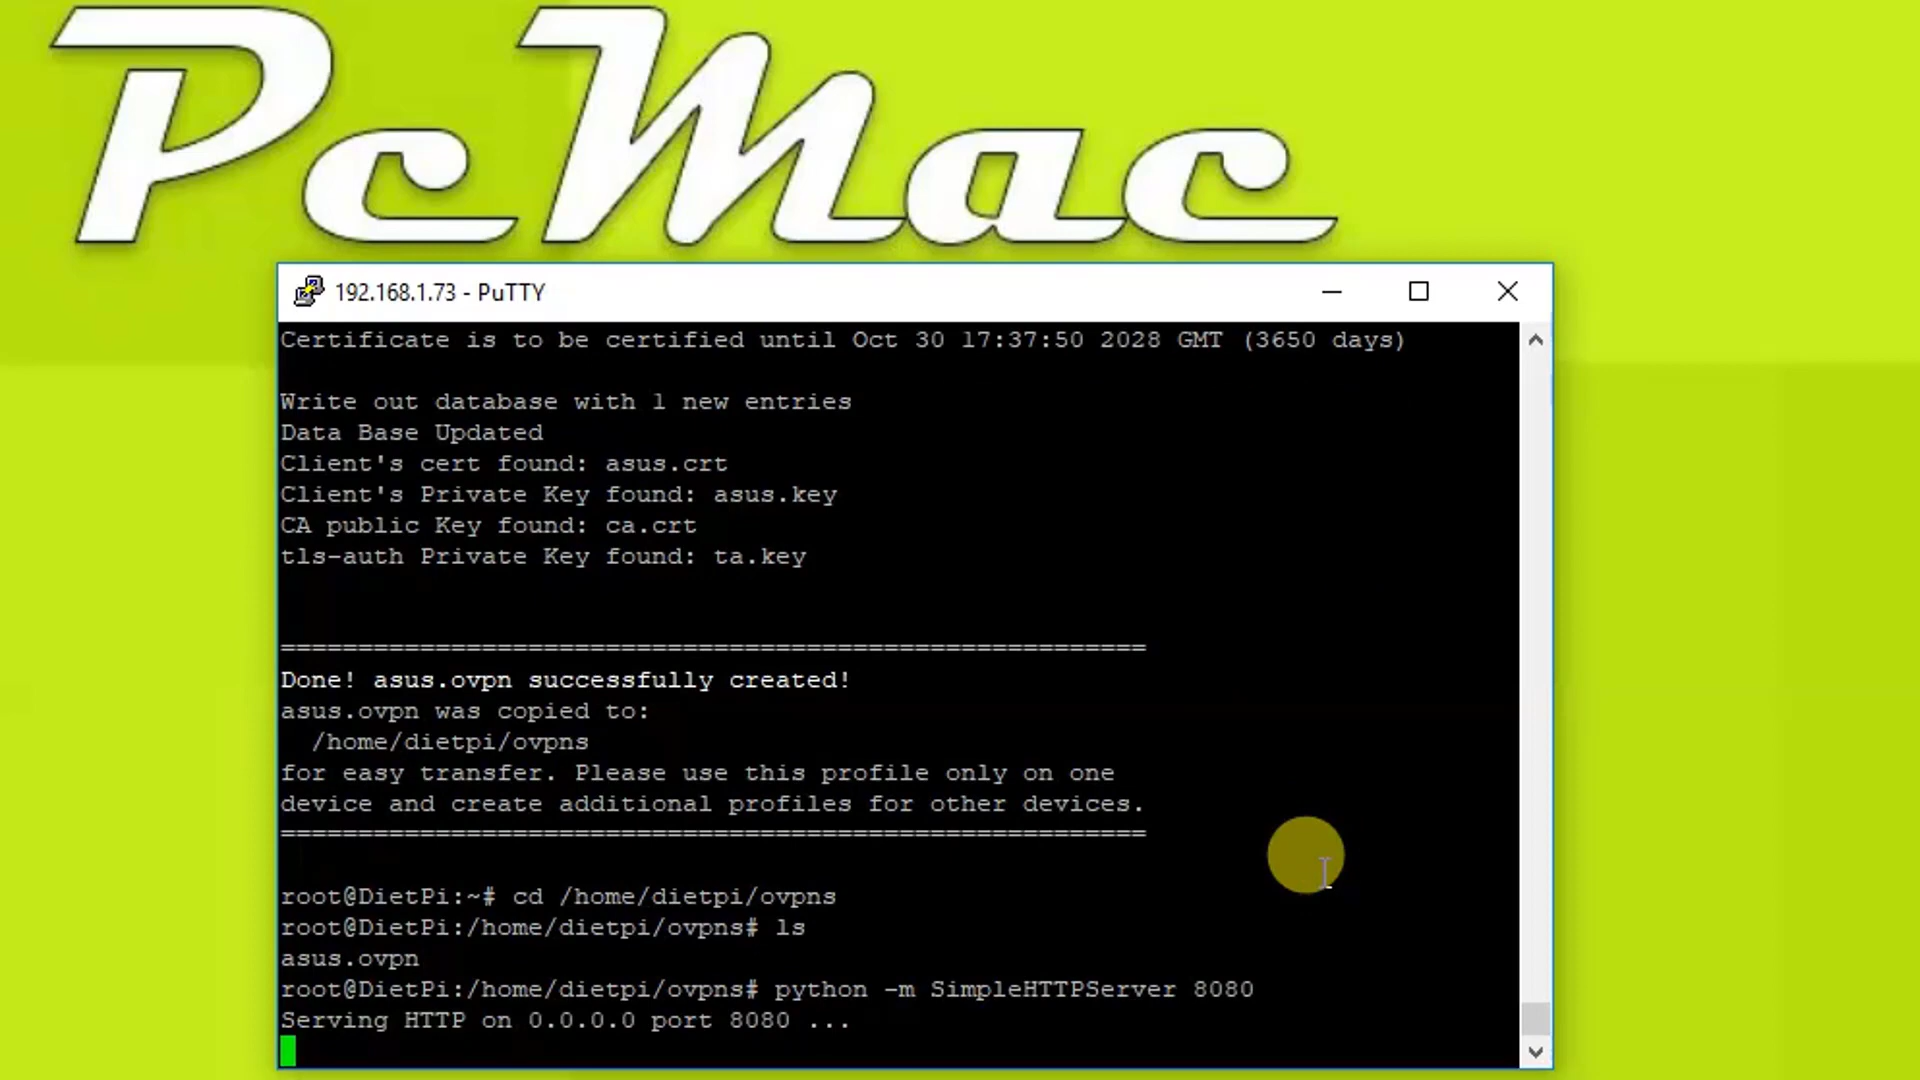 PcMac
192.168.1.73 - PuTTY
Certificate is to be certified until Oct 30 17:37:50 2028 GMT (3650 days)
Write out database with 1 new entries
Data Base Updated
Client's cert found: asus.crt
Client's Private Key found: asus.key
CA public Key found: ca.crt
tls-auth Private Key found: ta.key
========================================================
Done! asus.ovpn successfully created!
asus.ovpn was copied to:
/home/dietpi/ovpns
for easy transfer. Please use this profile only on one
device and create additional profiles for other devices.
========================================================
root@DietPi:~# cd /home/dietpi/ovpns
root@DietPi:/home/dietpi/ovpns# ls
asus.ovpn
root@DietPi:/home/dietpi/ovpns# python -m SimpleHTTPServer 8080
Serving HTTP on 0.0.0.0 port 8080 ...